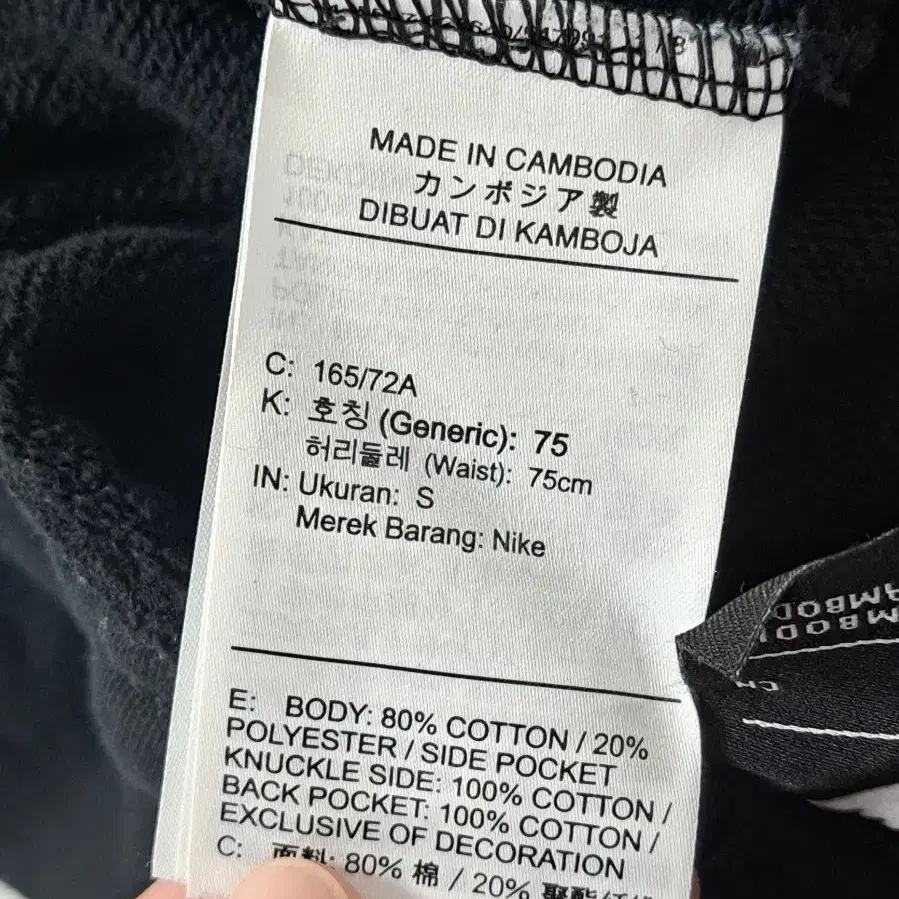 MADE IN CAMBODIA
カンボジア製
DIBUAT DI KAMBOJA
C: 165/72A
K: 호칭 (Generic): 75
허리둘레 (Waist): 75cm
IN: Ukuran: S
Merek Barang: Nike
E: BODY: 80% COTTON / 20%
POLYESTER / SIDE POCKET
KNUCKLE SIDE: 100% COTTON /
BACK POCKET: 100% COTTON /
EXCLUSIVE OF DECORATION
C: 面料: 80% 棉 / 20%